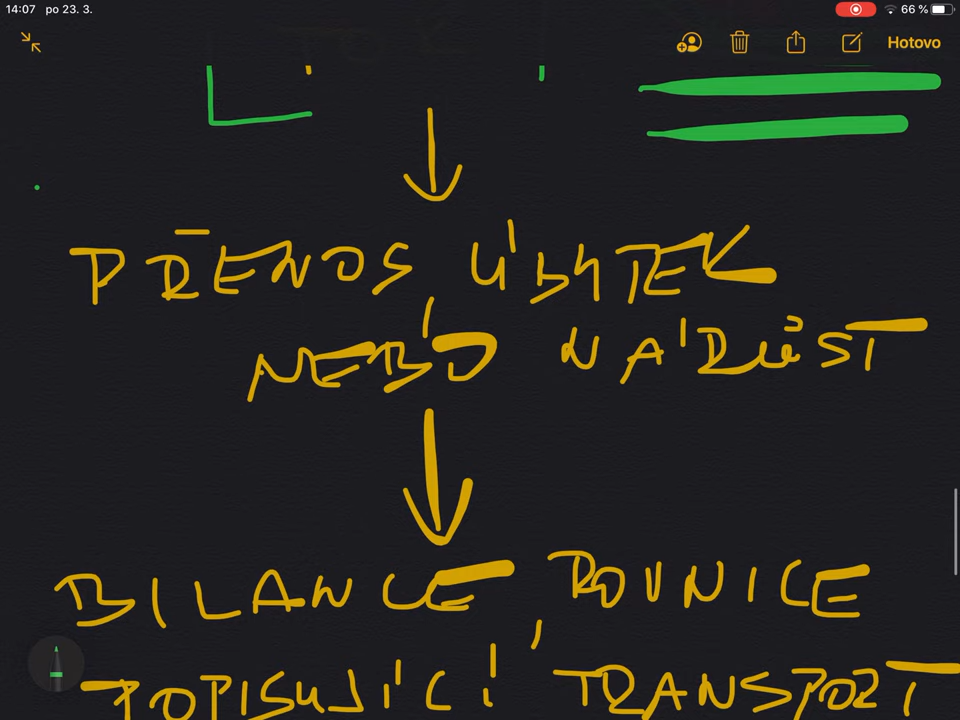 14:07 po 23. 3. 66 %
Hotovo
PŘENOS, ÚBYTEK
NEBO NÁRŮST
BILANCE, ROVNICE
POPISUJÍCÍ TRANSPORT